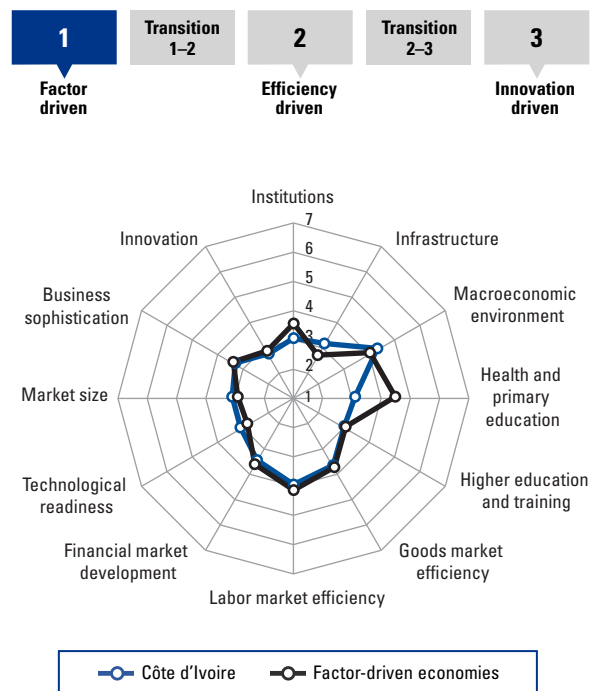 1
Transition
1–2
2
Transition
2–3
3
Factor
driven
Efficiency
driven
Innovation
driven
Institutions
7
Innovation
Infrastructure
6
5
Business
sophistication
Macroeconomic
environment
4
3
2
Market size
1
Health and
primary
education
Technological
readiness
Higher education
and training
Financial market
development
Goods market
efficiency
Labor market efficiency
Côte d'Ivoire
Factor-driven economies